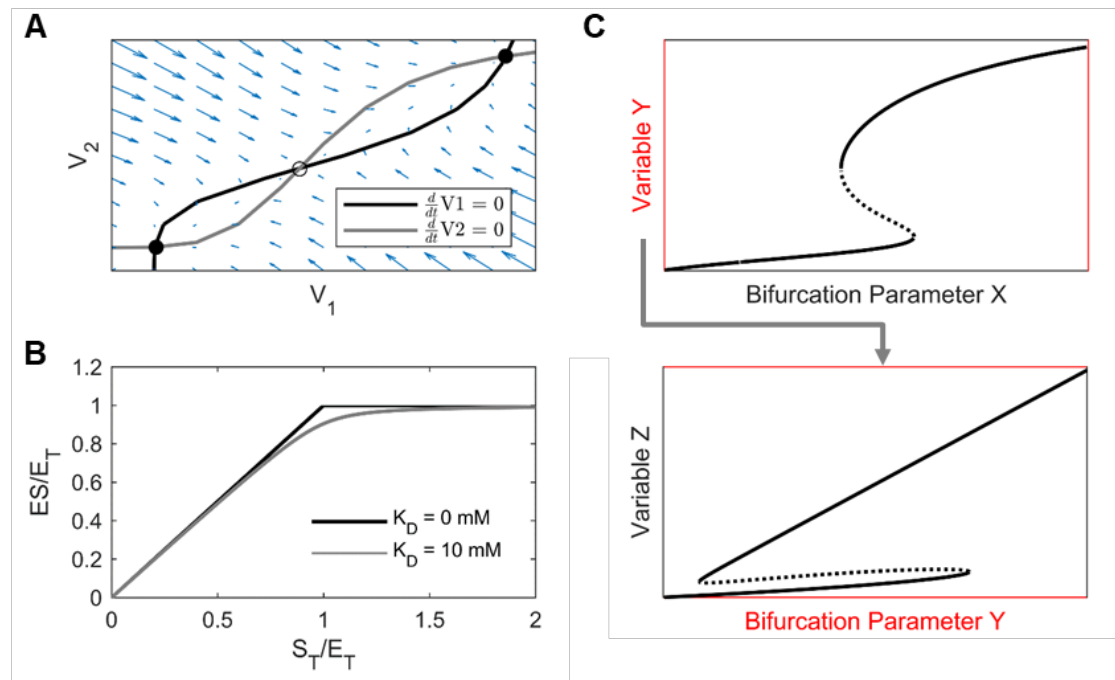 A
V2
V1
d/dt V1 = 0
d/dt V2 = 0
B
ES/ET
1.2
1
0.8
0.6
0.4
0.2
0
KD = 0 mM
KD = 10 mM
0
0.5
1
1.5
2
ST/ET
C
Variable Y
Bifurcation Parameter X
Variable Z
Bifurcation Parameter Y